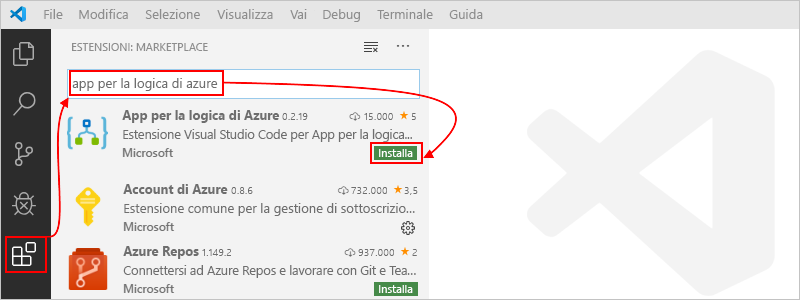 File Modifica Selezione Visualizza Vai Debug Terminale Guida
ESTENSIONI: MARKETPLACE
app per la logica di azure
App per la logica di Azure 0.2.19 15.000 5
Estensione Visual Studio Code per App per la logica...
Microsoft Installa
Account di Azure 0.8.6 732.000 3,5
Estensione comune per la gestione di sottoscrizio...
Microsoft
Azure Repos 1.149.2 937.000 2
Connettersi ad Azure Repos e lavorare con Git e Tea...
Microsoft Installa